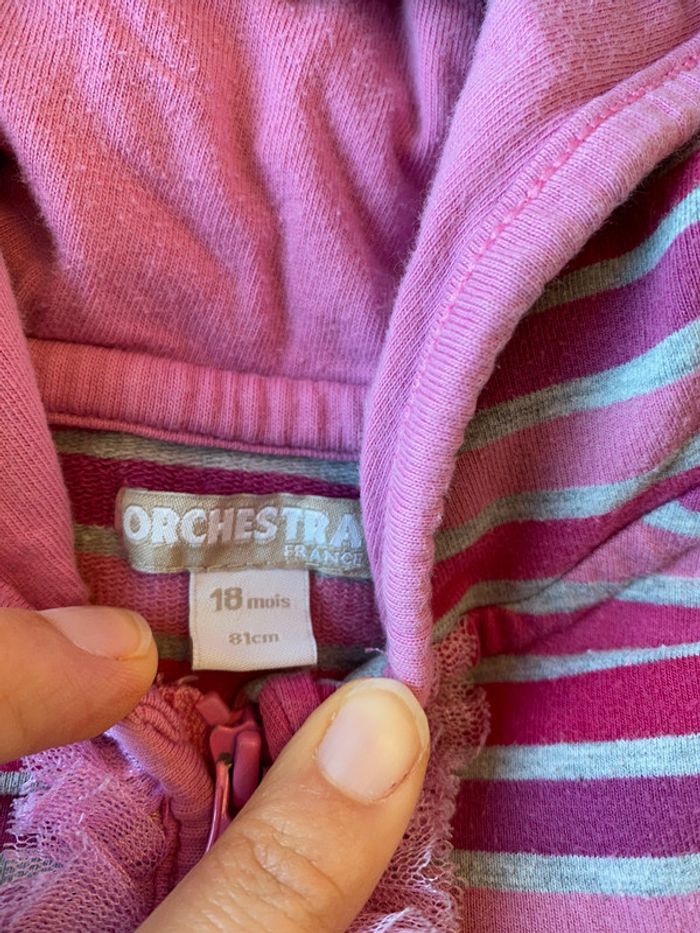 ORCHESTRA
FRANCE
18 mois
81cm